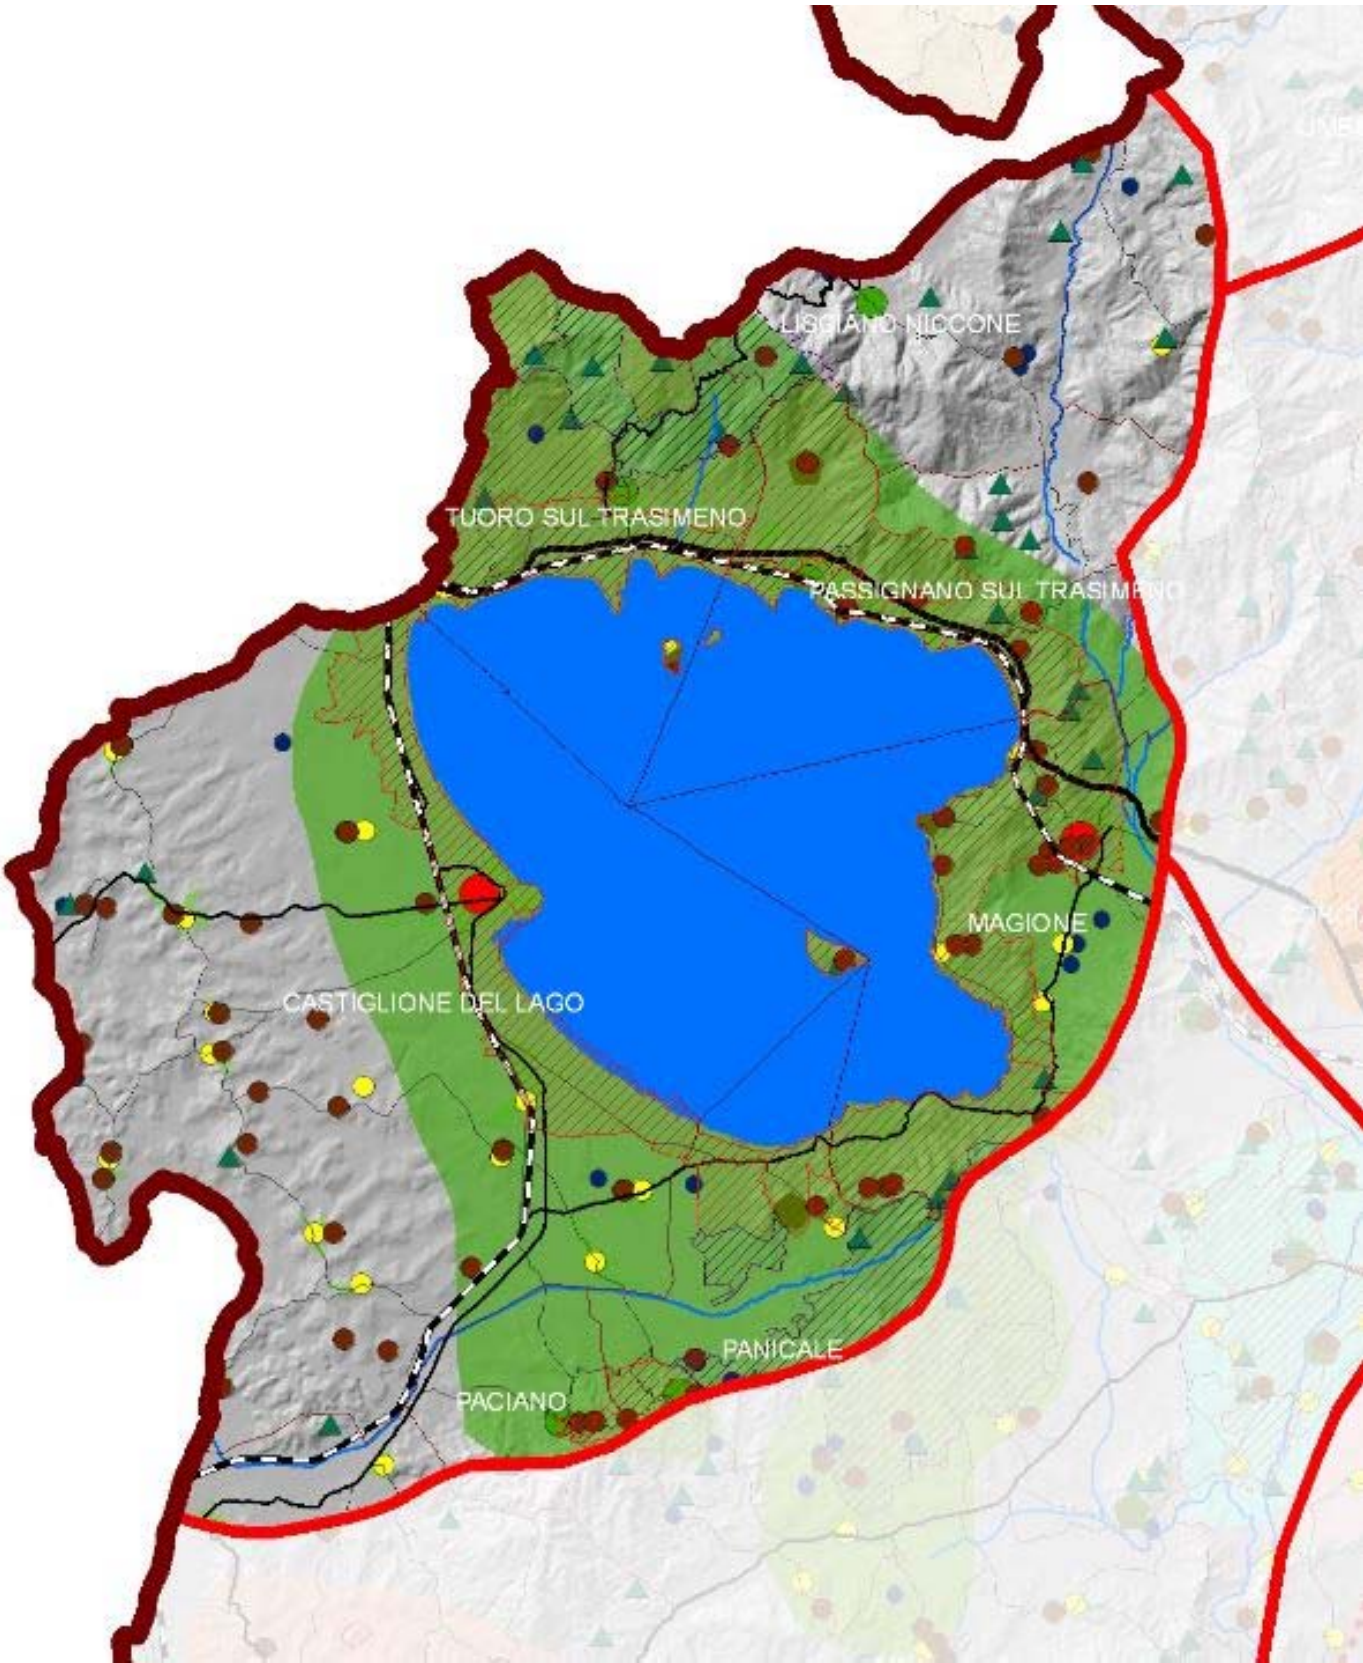 LISCIANO NICCONE
TUORO SUL TRASIMENO
PASSIGNANO SUL TRASIMENO
MAGIONE
CASTIGLIONE DEL LAGO
PANICALE
PACIANO